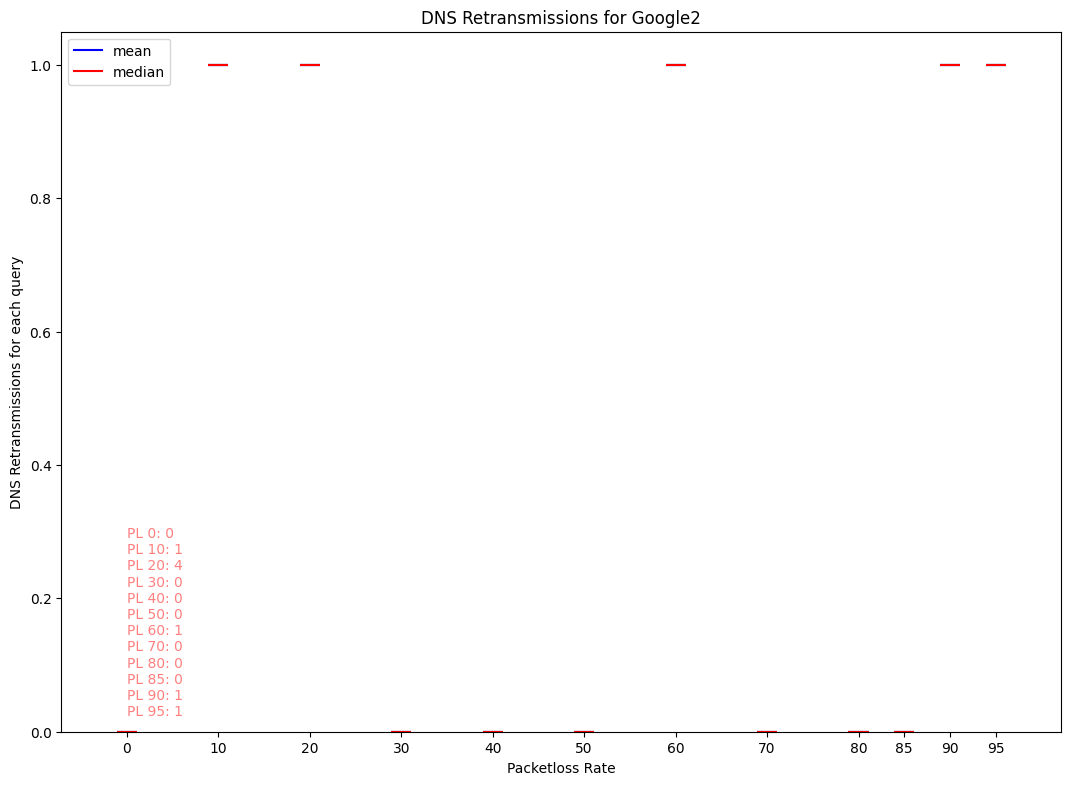 DNS Retransmissions for Google2
mean
median
DNS Retransmissions for each query
1.0
0.8
0.6
0.4
0.2
0.0
PL 0: 0
PL 10: 1
PL 20: 4
PL 30: 0
PL 40: 0
PL 50: 0
PL 60: 1
PL 70: 0
PL 80: 0
PL 85: 0
PL 90: 1
PL 95: 1
0 10 20 30 40 50 60 70 80 85 90 95
Packetloss Rate